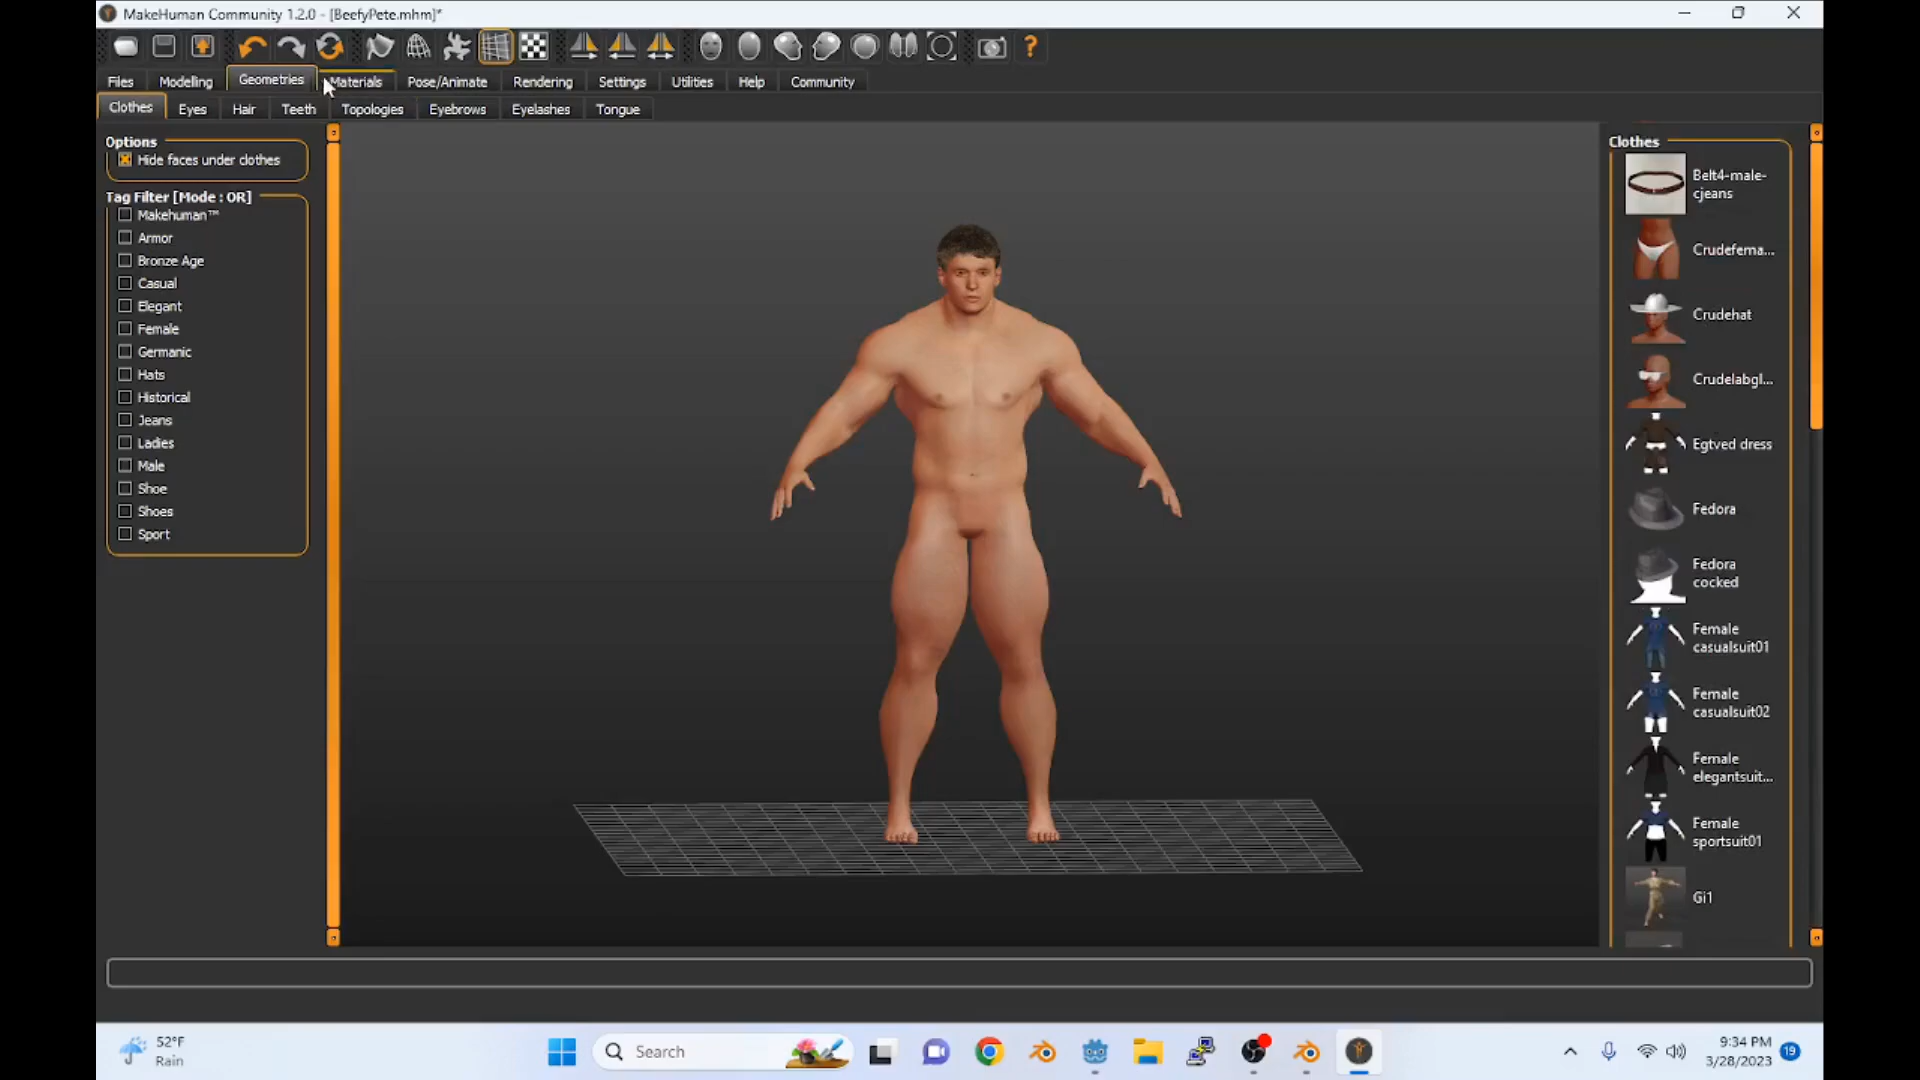 MakeHuman Community 1.2.0 - [BeefyPete.mhm]*
Files Modelling Geometries Materials Pose/Animate Rendering Settings Utilities Help Community
Clothes Eyes Hair Teeth Topologies Eyebrows Eyelashes Tongue
Options
Hide faces under clothes
Tag Filter [Mode : OR]
Makehuman™
Armor
Bronze Age
Casual
Elegant
Female
Germanic
Hats
Historical
Jeans
Ladies
Male
Shoe
Shoes
Sport
Clothes
Belt4-male-
cjeans
Crudefema...
Crudehat
Crudelabgl...
Egtved dress
Fedora
Fedora
cocked
Female
casualsuit01
Female
casualsuit02
Female
elegantsuit...
Female
sportsuit01
Gi1
52°F
Rain
Search
9:34 PM
3/28/2023
19